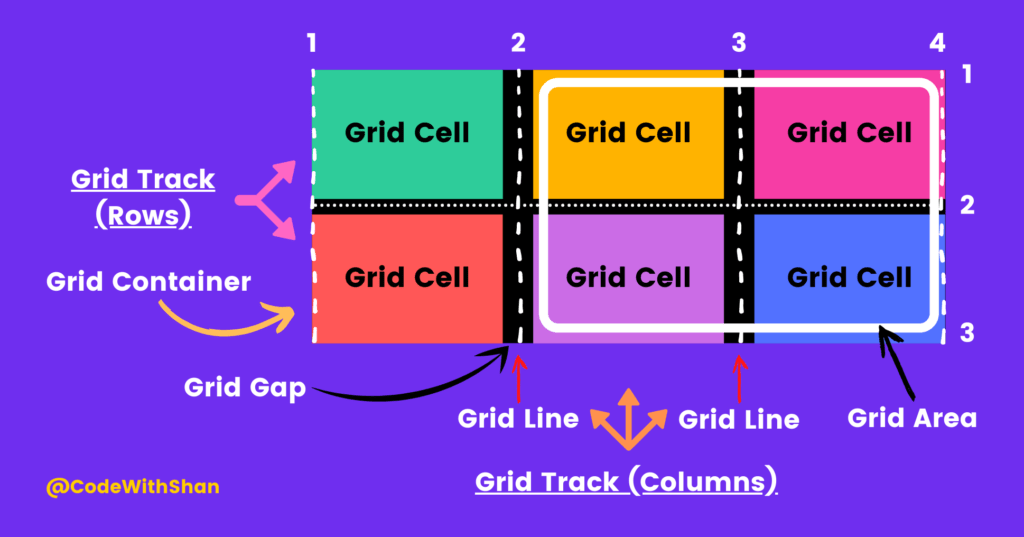 1 2 3 4
1
Grid Cell Grid Cell Grid Cell
Grid Track
(Rows)
2
Grid Container
Grid Cell Grid Cell Grid Cell
3
Grid Gap
Grid Line Grid Line Grid Area
Grid Track (Columns)
@CodeWithShan